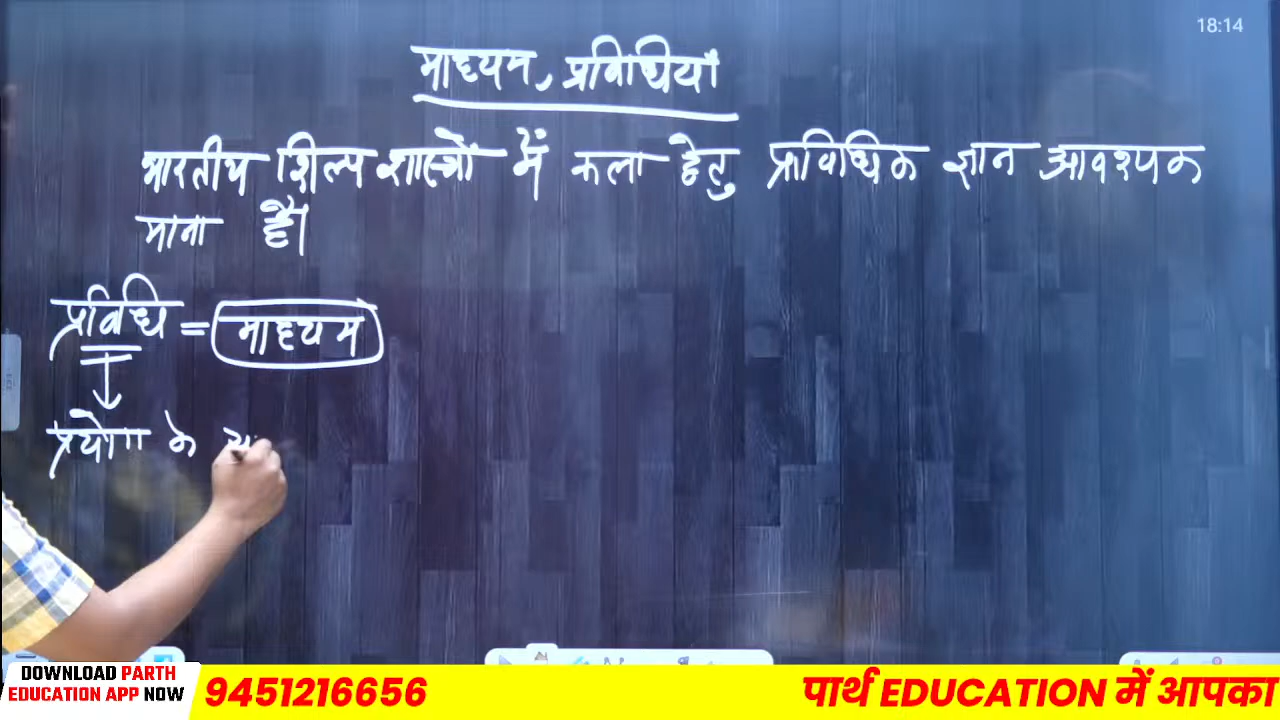 18:14
माध्यम, प्रविधियाँ
भारतीय शिल्प शास्त्रों में कला हेतु प्राविधिक ज्ञान आवश्यक
माना है।
प्रविधि = माध्यम
प्रयोग के
DOWNLOAD PARTH
EDUCATION APP NOW
9451216656
पार्थ EDUCATION में आपका